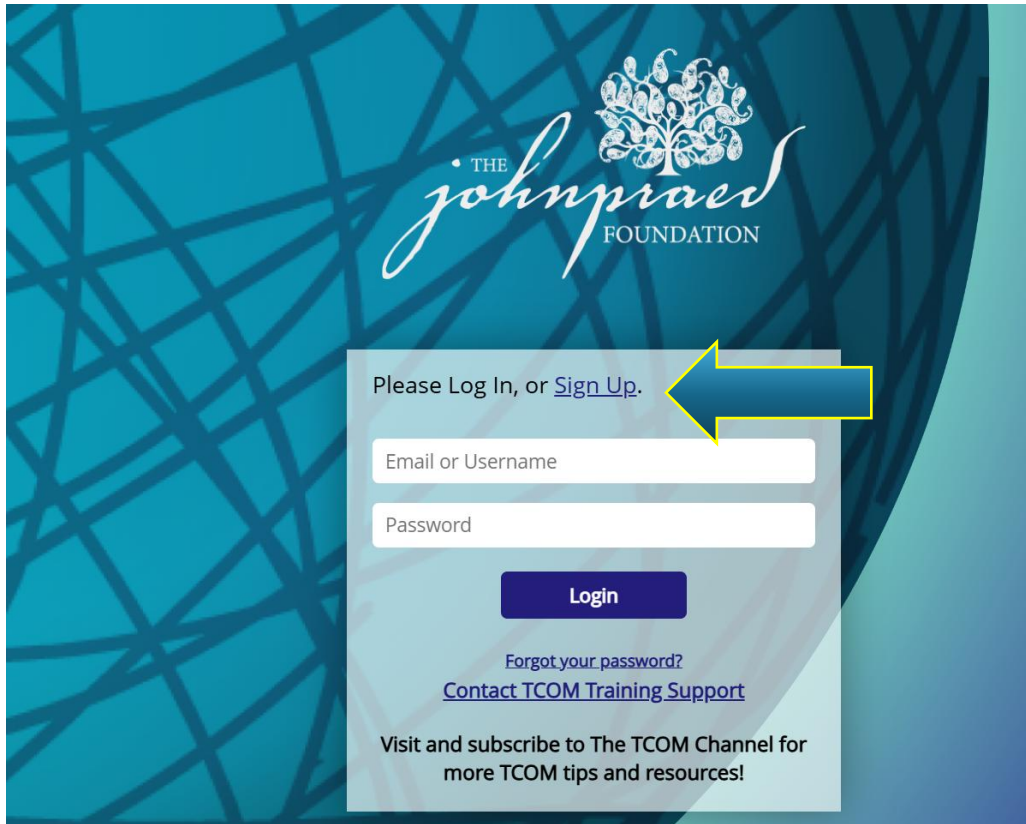 THE
johnpraed
FOUNDATION
Please Log In, or Sign Up.
Email or Username
Password
Login
Forgot your password?
Contact TCOM Training Support
Visit and subscribe to The TCOM Channel for
more TCOM tips and resources!